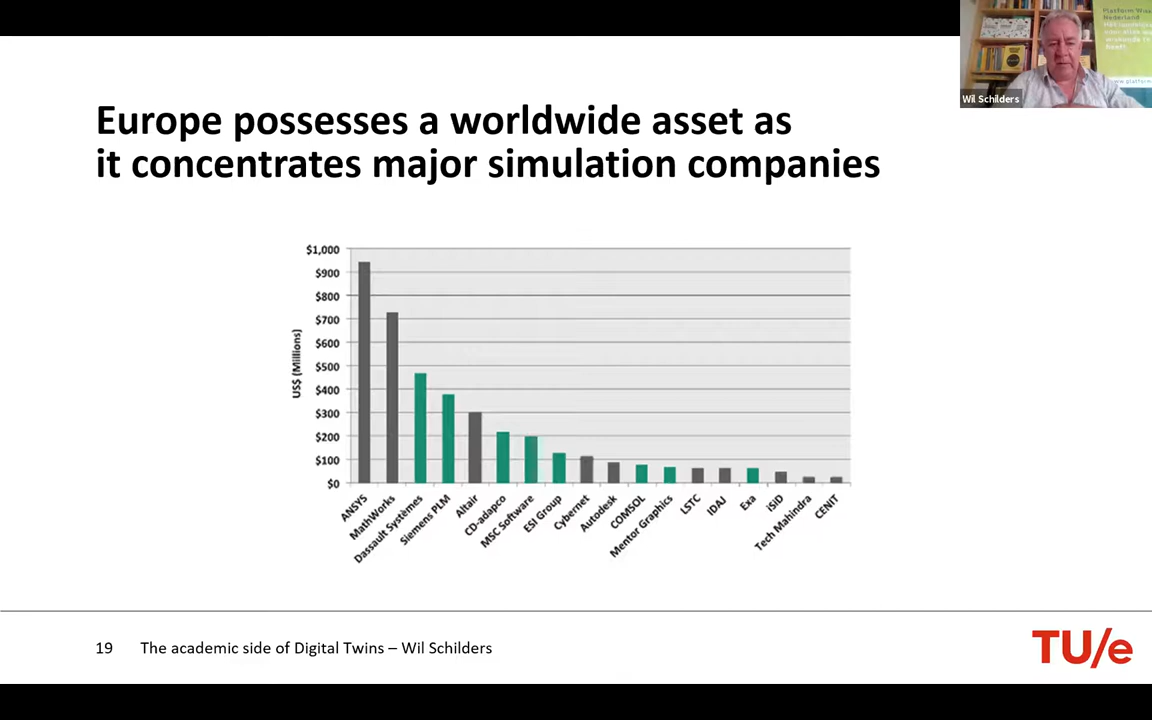 Platform
Nederland
Wil Schilders
Europe possesses a worldwide asset as
it concentrates major simulation companies
$1,000
$900
$800
$700
$600
$500
$400
$300
$200
$100
$0
US$ (Millions)
ANSYS
MathWorks
Dassault Systèmes
Siemens PLM
Altair
CD-adapco
MSC Software
ESI Group
Cybernet
Autodesk
COMSOL
Mentor Graphics
LSTC
IDAJ
Exa
iSiD
Tech Mahindra
CENIT
19 The academic side of Digital Twins – Wil Schilders
TU/e